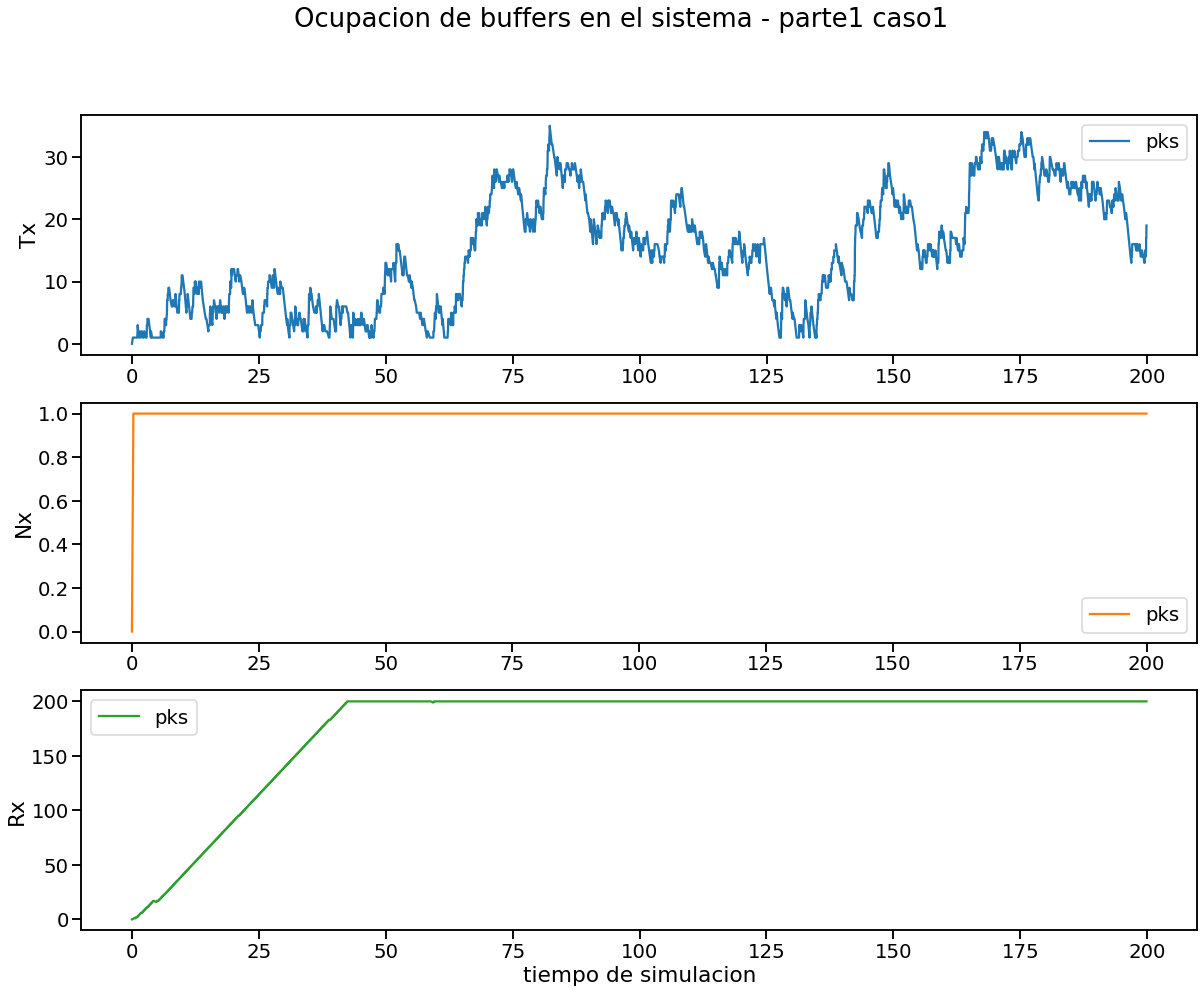 Ocupacion de buffers en el sistema - parte1 caso1
pks
30
20
10
0
Tx
0 25 50 75 100 125 150 175 200
1.0
0.8
0.6
0.4
0.2
0.0
Nx
pks
0 25 50 75 100 125 150 175 200
200
150
100
50
0
Rx
pks
0 25 50 75 100 125 150 175 200
tiempo de simulacion